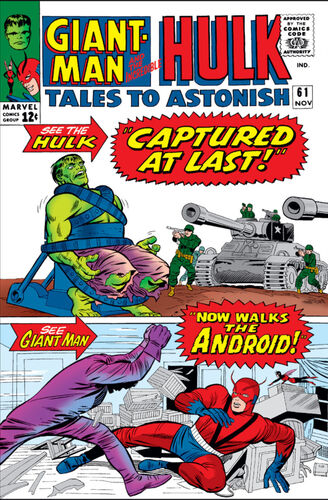 GIANT-MAN AND THE INCREDIBLE HULK
TALES TO ASTONISH
APPROVED
BY THE
COMICS
CODE
AUTHORITY
IND.
MARVEL
COMICS
GROUP
12¢
61
NOV
SEE THE
HULK
"CAPTURED
AT LAST!"
SEE
GIANT MAN
"NOW WALKS
THE
ANDROID!"